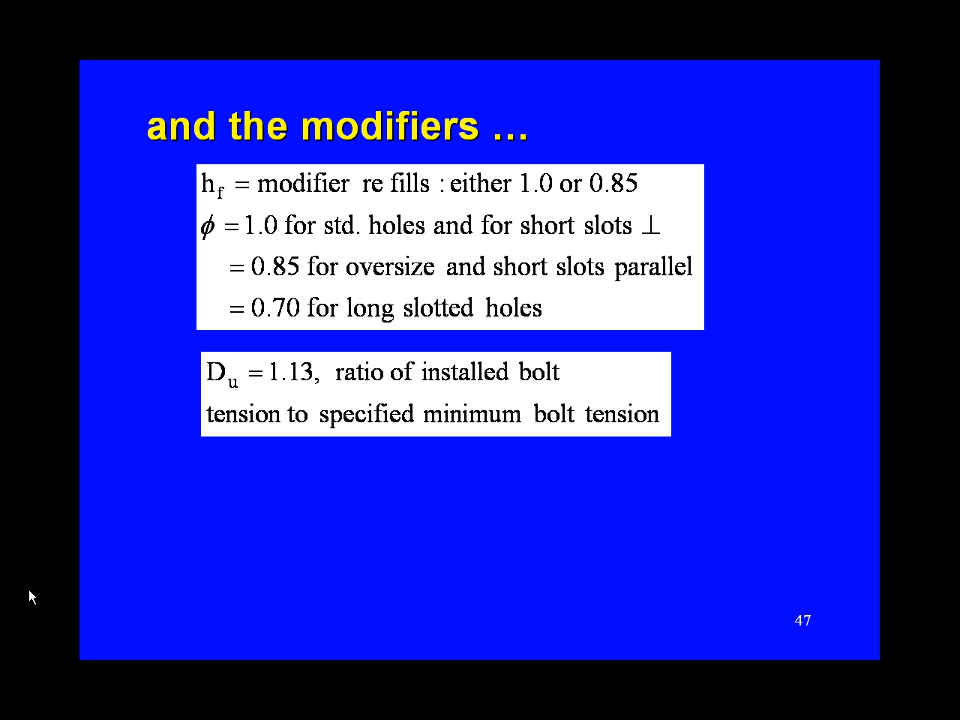 and the modifiers …
h_f = modifier re fills : either 1.0 or 0.85
ϕ = 1.0 for std. holes and for short slots ⊥
= 0.85 for oversize and short slots parallel
= 0.70 for long slotted holes
D_u = 1.13, ratio of installed bolt
tension to specified minimum bolt tension
47